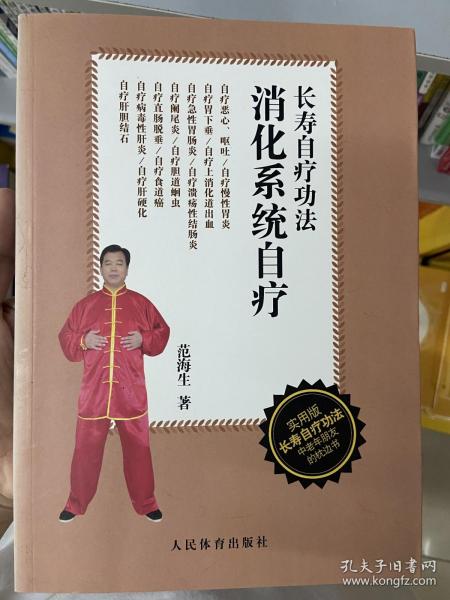 长寿自疗功法
消化系统自疗
自疗恶心、呕吐/自疗慢性胃炎
自疗胃下垂/自疗上消化道出血
自疗急性胃肠炎/自疗溃疡性结肠炎
自疗阑尾炎/自疗胆道蛔虫
自疗直肠脱垂/自疗食道癌
自疗病毒性肝炎/自疗肝硬化
自疗肝胆结石
范海生 著
实用版
长寿自疗功法
中老年朋友
的枕边书
人民体育出版社
孔夫子旧书网
www.kongfz.com